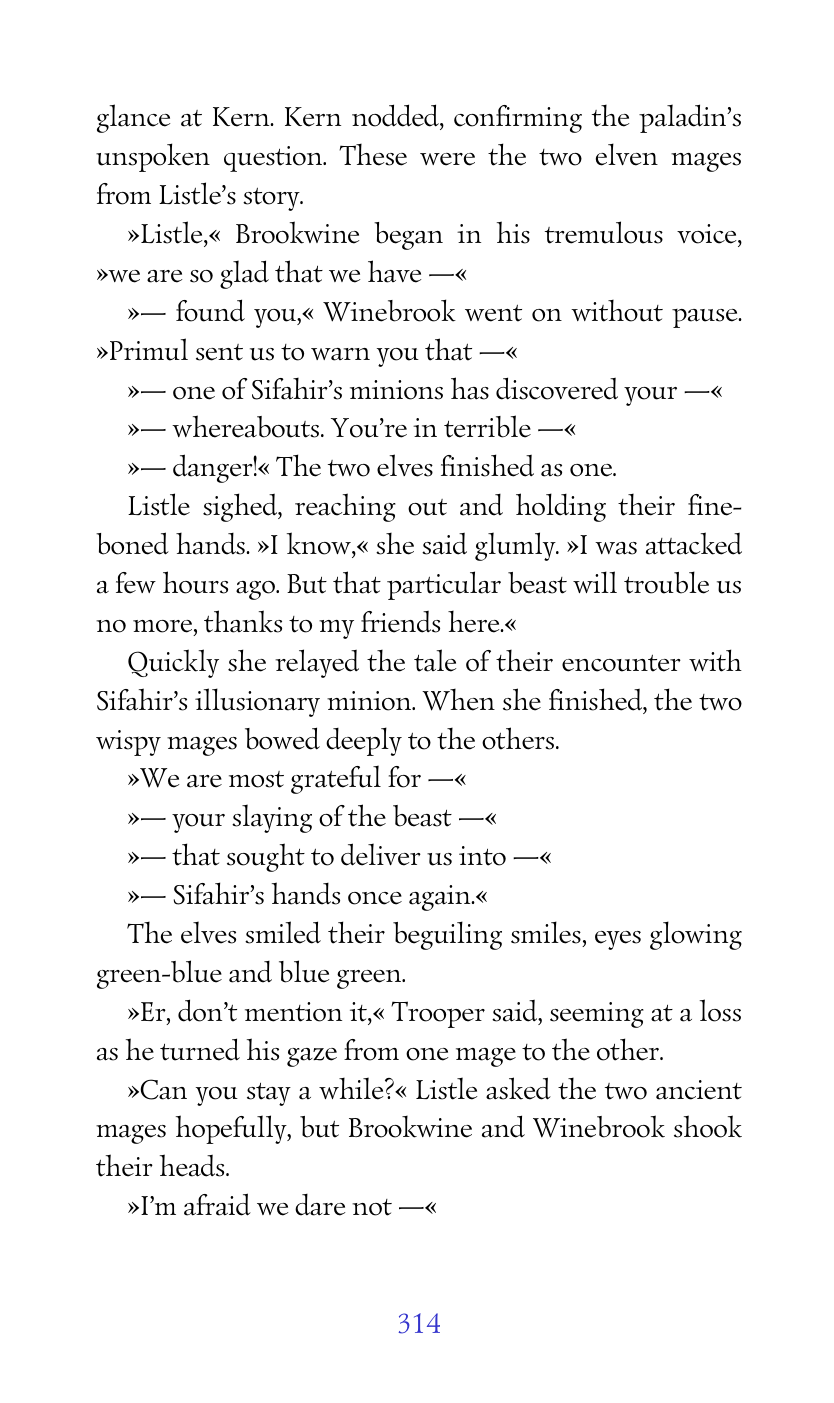 glance at Kern. Kern nodded, confirming the paladin’s
unspoken question. These were the two elven mages
from Listle’s story.
»Listle,« Brookwine began in his tremulous voice,
»we are so glad that we have —«
»— found you,« Winebrook went on without pause.
»Primul sent us to warn you that —«
»— one of Sifahir’s minions has discovered your —«
»— whereabouts. You’re in terrible —«
»— danger!« The two elves finished as one.
Listle sighed, reaching out and holding their fine-
boned hands. »I know,« she said glumly. »I was attacked
a few hours ago. But that particular beast will trouble us
no more, thanks to my friends here.«
Quickly she relayed the tale of their encounter with
Sifahir’s illusionary minion. When she finished, the two
wispy mages bowed deeply to the others.
»We are most grateful for —«
»— your slaying of the beast —«
»— that sought to deliver us into —«
»— Sifahir’s hands once again.«
The elves smiled their beguiling smiles, eyes glowing
green-blue and blue green.
»Er, don’t mention it,« Trooper said, seeming at a loss
as he turned his gaze from one mage to the other.
»Can you stay a while?« Listle asked the two ancient
mages hopefully, but Brookwine and Winebrook shook
their heads.
»I’m afraid we dare not —«
314